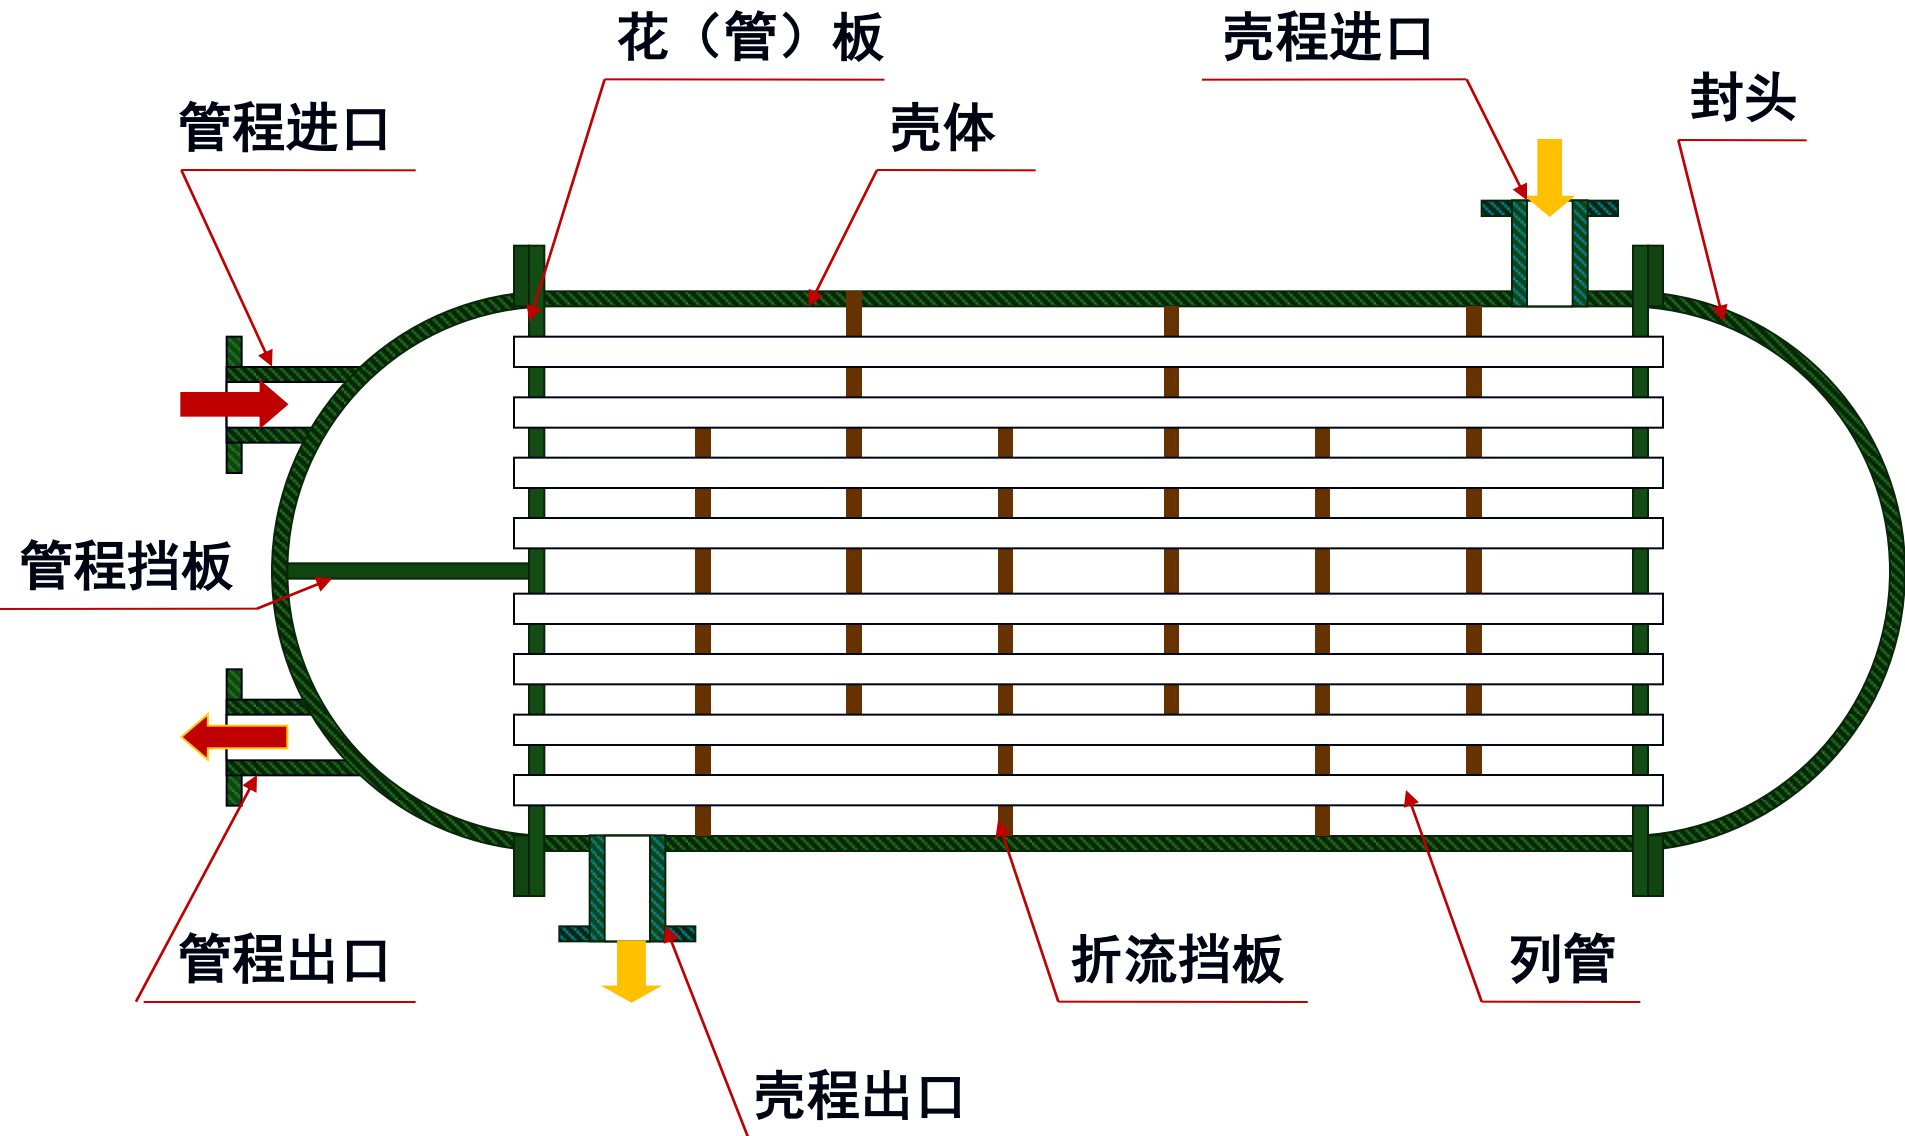 花（管）板
壳程进口
封头
管程进口
壳体
管程挡板
管程出口
折流挡板
列管
壳程出口